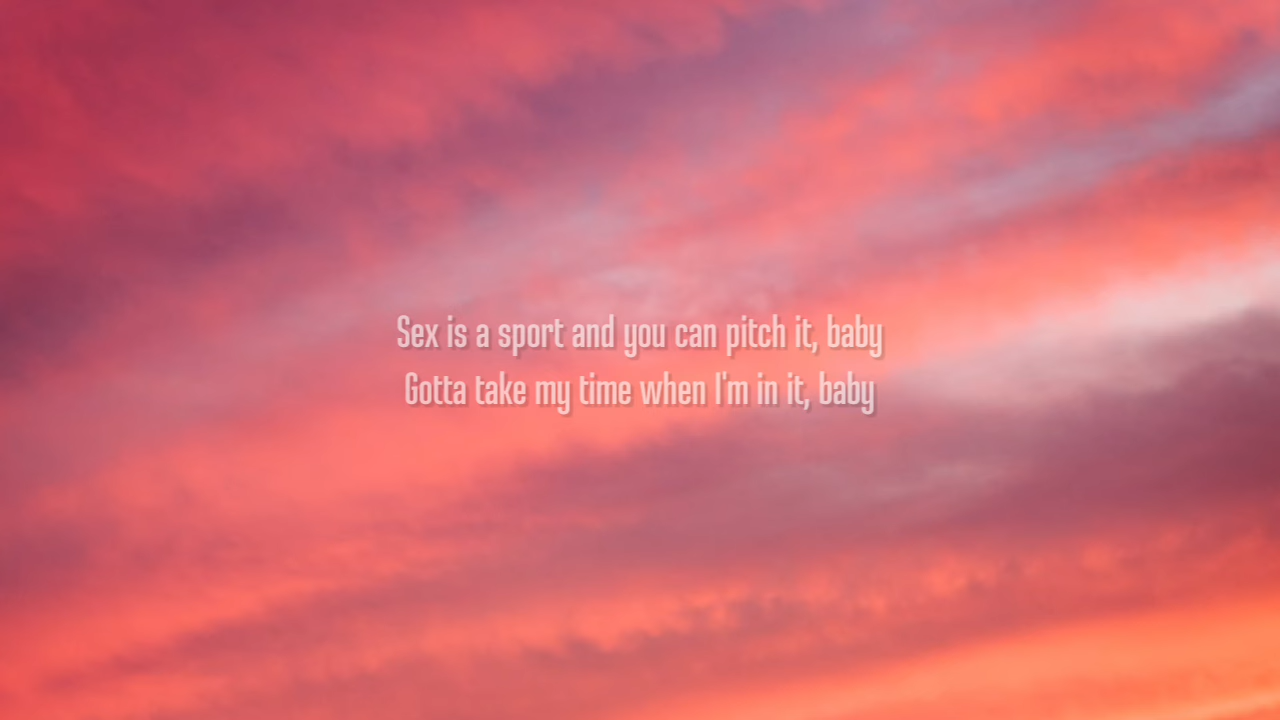 Sex is a sport and you can pitch it, baby
Gotta take my time when I'm in it, baby